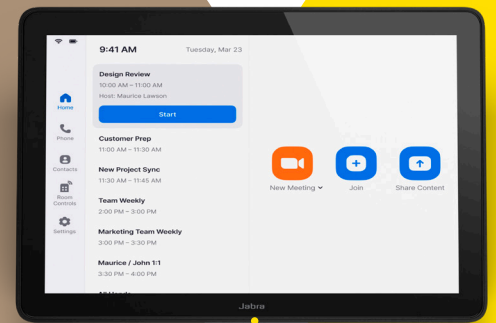 9:41 AM
Tuesday, Mar 23
Design Review
10:00 AM – 11:00 AM
Host: Maurice Lawson
Start
Customer Prep
11:00 AM – 11:30 AM
New Project Sync
11:30 AM – 11:45 AM
Team Weekly
2:00 PM – 3:00 PM
Marketing Team Weekly
3:00 PM – 3:30 PM
Maurice / John 1:1
3:30 PM – 4:00 PM
Home
Phone
Contacts
Room
Controls
Settings
New Meeting
Join
Share Content
Jabra